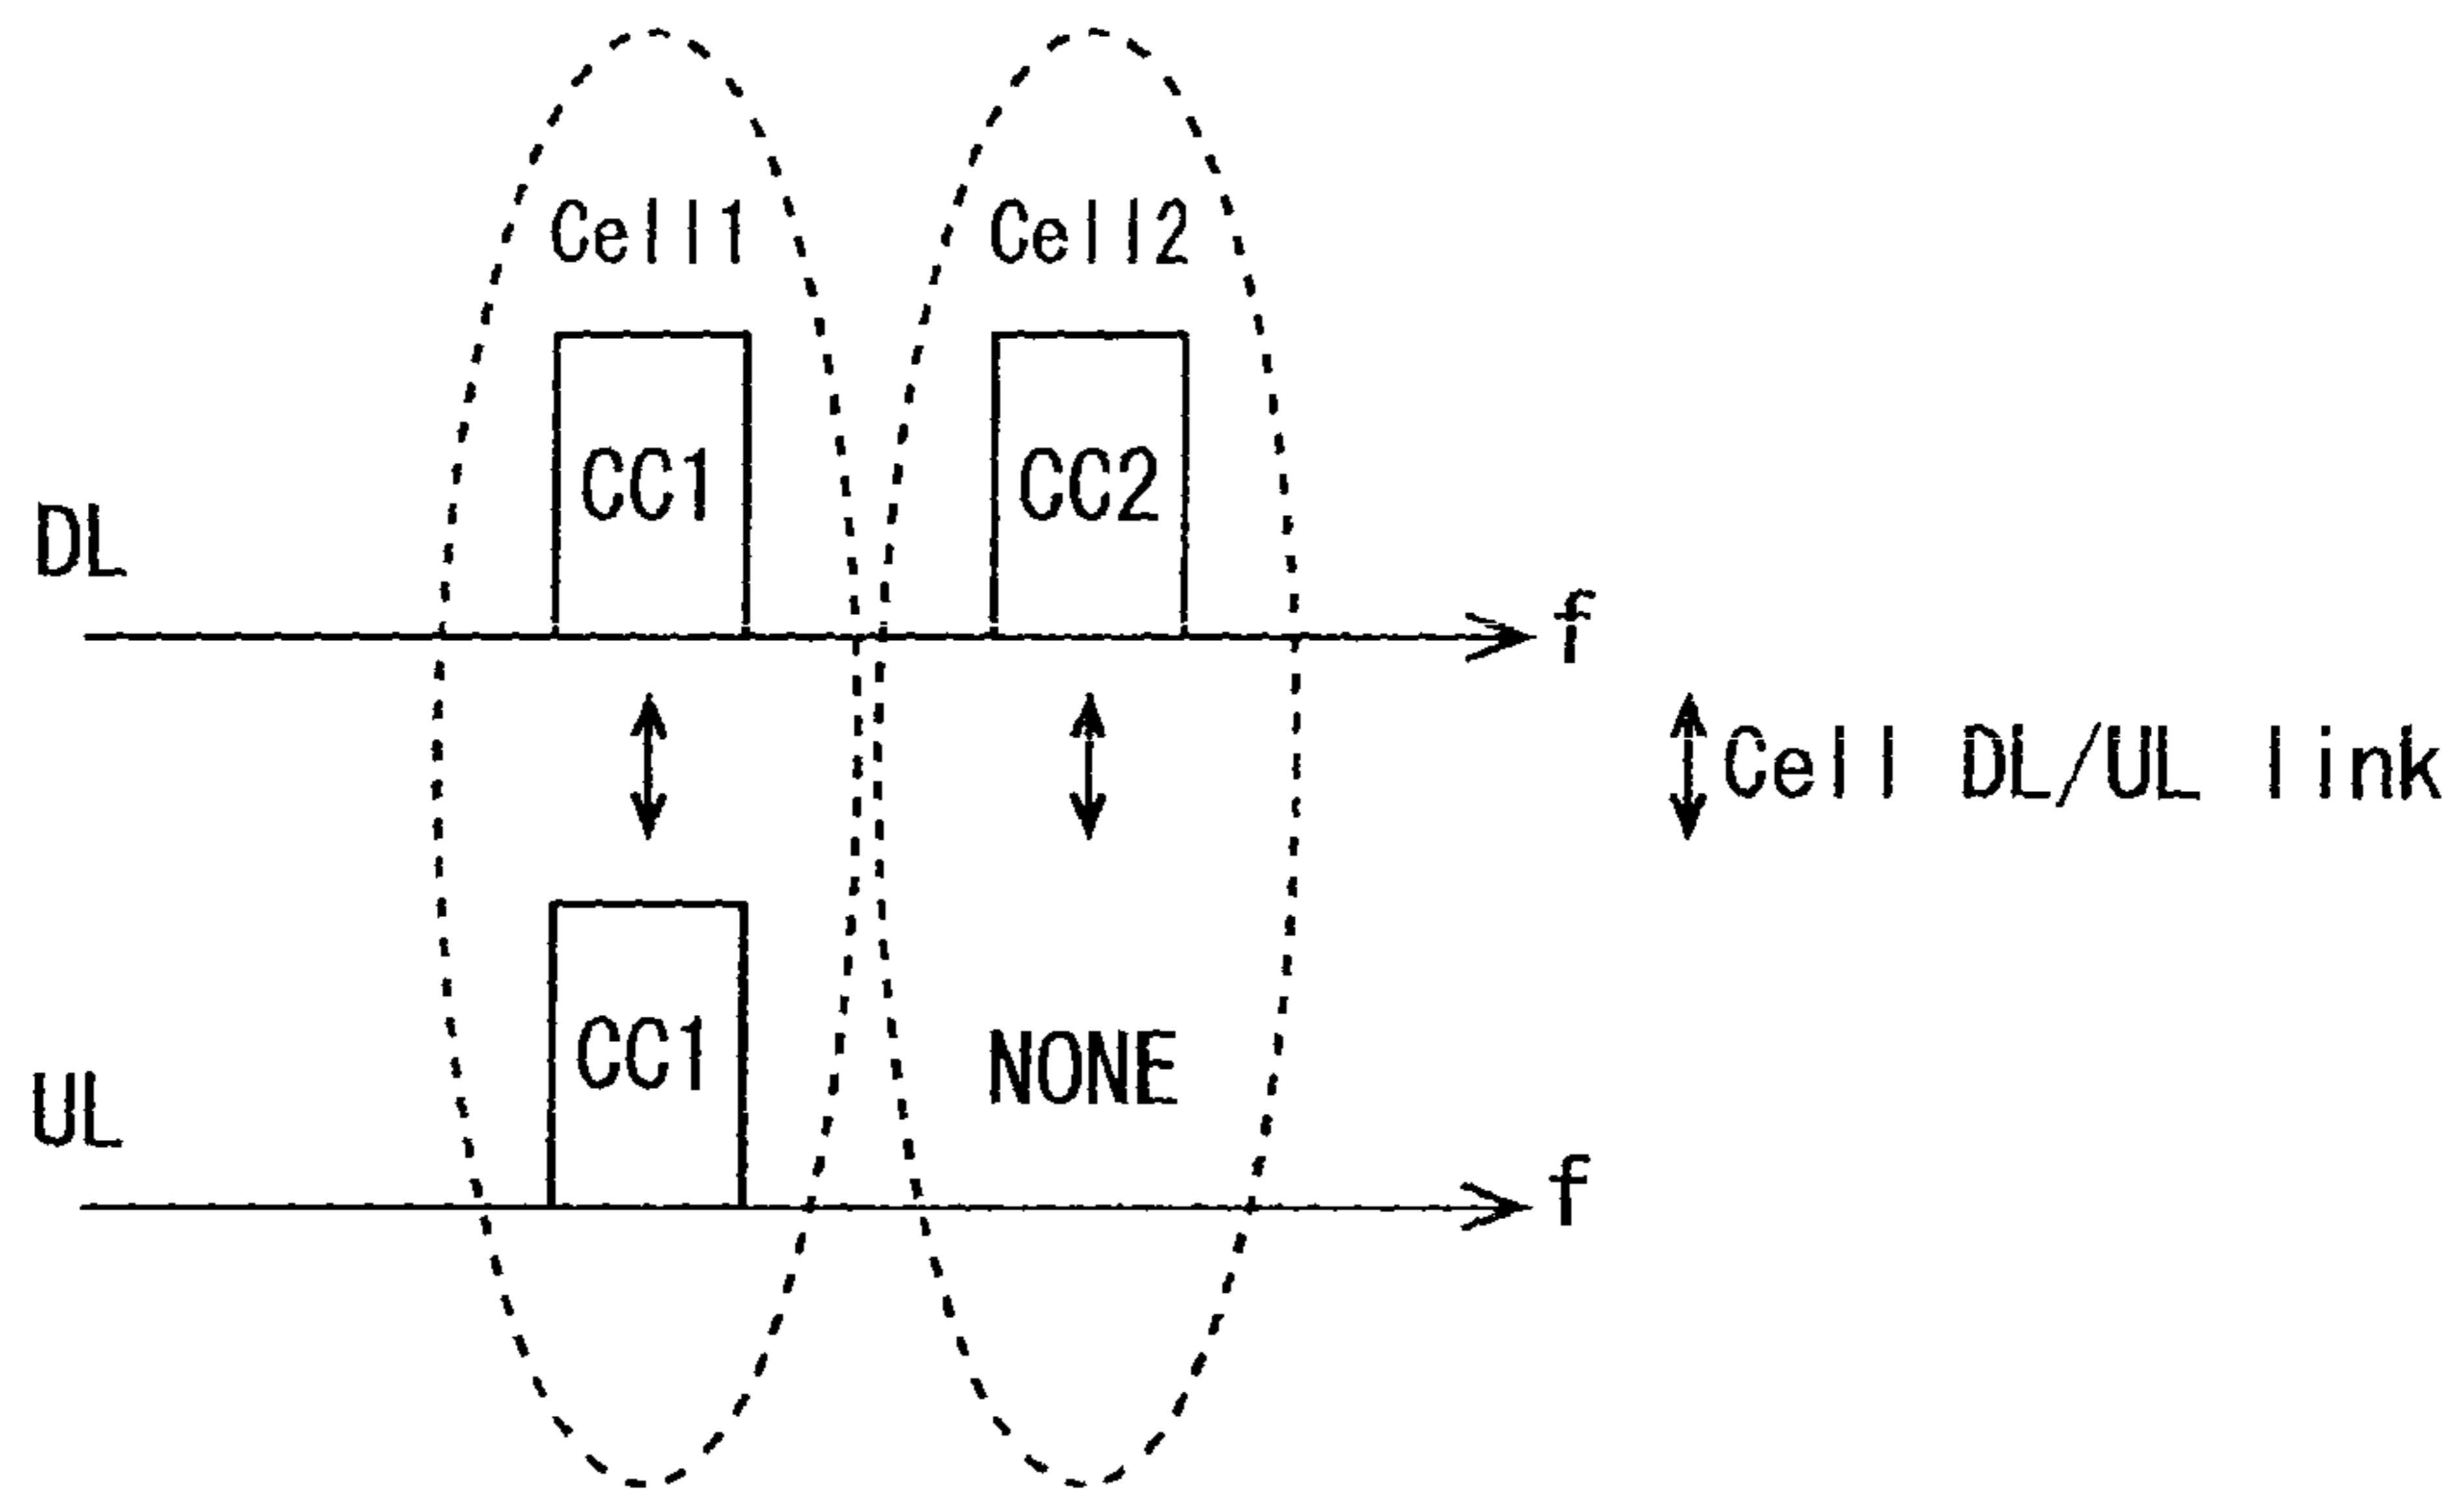 Cell1 Cell2
CC1 CC2
DL
f
Cell DL/UL link
CC1 NONE
UL
f